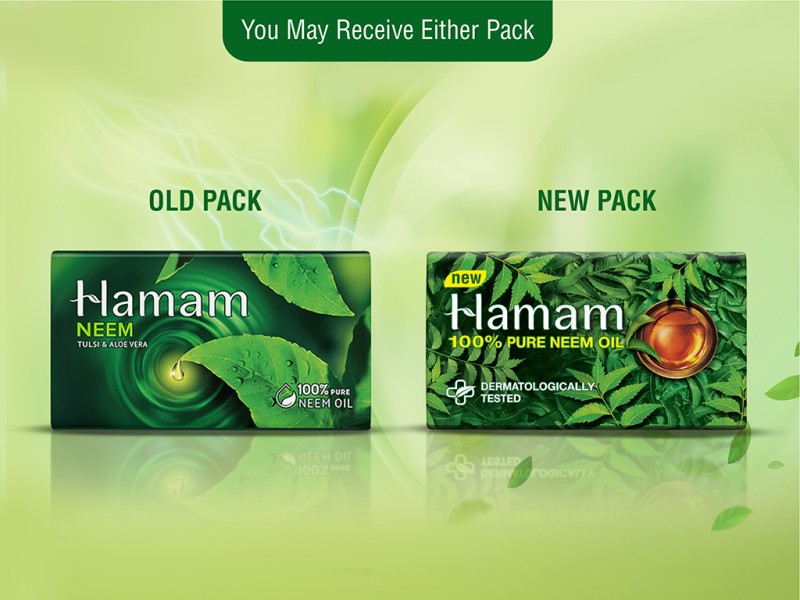 You May Receive Either Pack
OLD PACK
NEW PACK
Hamam
NEEM
TULSI & ALOE VERA
100% PURE
NEEM OIL
new
Hamam
100% PURE NEEM OIL
DERMATOLOGICALLY
TESTED